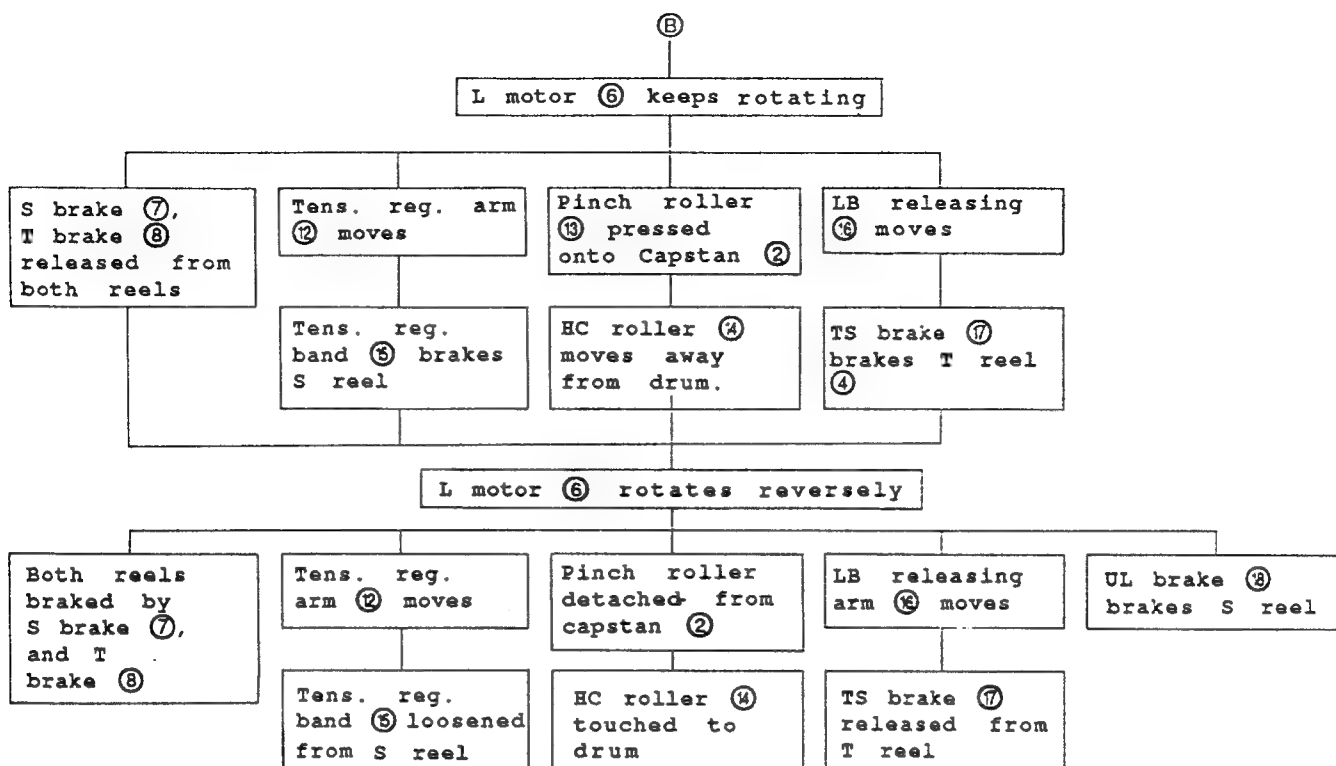 Ⓑ
L motor ⑥ keeps rotating
S brake ⑦,
T brake ⑧
released from
both reels
Tens. reg. arm
⑫ moves
Pinch roller
⑬ pressed
onto Capstan ②
LB releasing
⑯ moves
Tens. reg.
band ⑮ brakes
S reel
HC roller ⑭
moves away
from drum.
TS brake ⑰
brakes T reel
④
L motor ⑥ rotates reversely
Both reels
braked by
S brake ⑦,
and T
brake ⑧
Tens. reg.
arm ⑫ moves
Pinch roller
detached from
capstan ②
LB releasing
arm ⑯ moves
UL brake ⑱
brakes S reel
Tens. reg.
band ⑮ loosened
from S reel
HC roller ⑭
touched to
drum
TS brake ⑰
released from
T reel